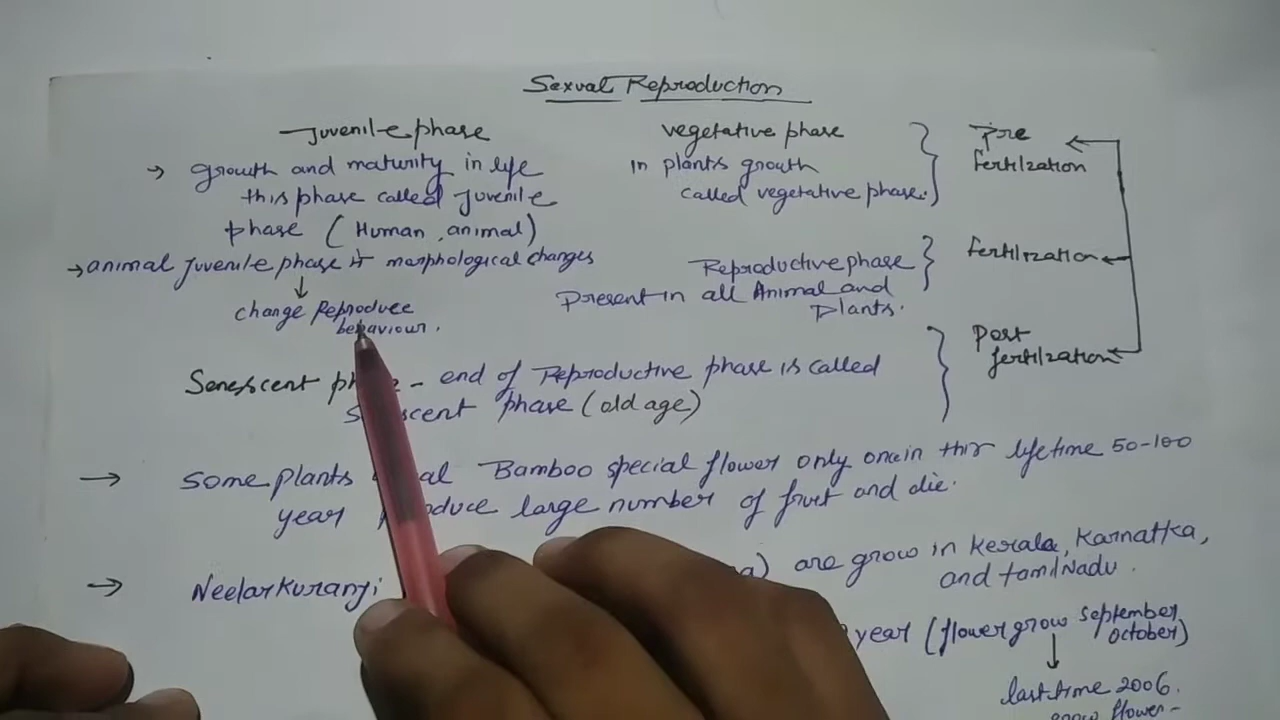 Sexual Reproduction
Juvenile phase
→ growth and maturity in life
this phase called Juvenile
phase (Human, animal)
→ animal Juvenile phase is morphological changes
↓
change Reproduce
behaviour.
vegetative phase
In plants growth
called vegetative phase.
Reproductive phase
Present in all Animal and
plants.
Pre
fertilization
fertilization
Post
fertilization
Senescent - end of Reproductive phase is called
phase (old age)
→ Some plants Bamboo special flower only once in this lifetime 50-100
year large number of fruit and die.
→ Neelarkuranji are grow in Kerala, Karnatka,
and tamilNadu.
year (flower grow September
October)
↓
last time 2006.
grow flower -